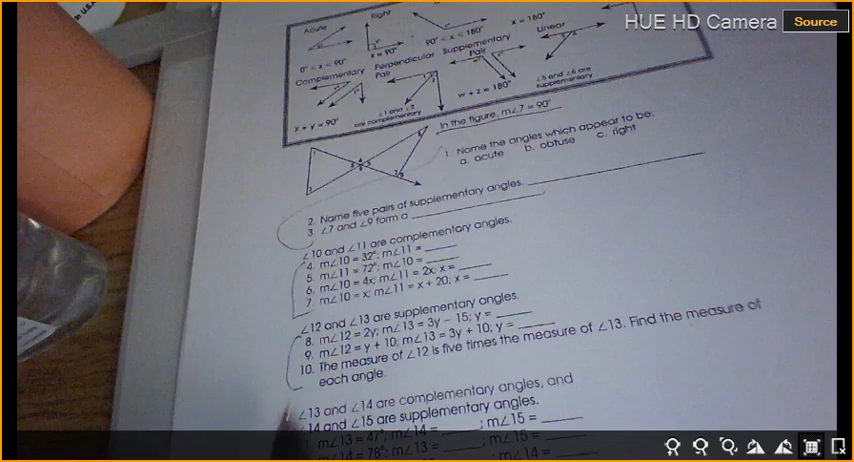 HUE HD Camera Source
Acute Right
0° < x < 90° x = 90° 90° < x < 180° x = 180°
Complementary Perpendicular Supplementary Linear
Pair Pair
x + y = 90° ∠1 and ∠2 w + z = 180° ∠5 and ∠6 are
are complementary supplementary
In the figure, m∠7 = 90°
1. Name the angles which appear to be:
a. acute b. obtuse c. right
2. Name five pairs of supplementary angles.
3. ∠7 and ∠9 form a
∠10 and ∠11 are complementary angles.
4. m∠10 = 32°; m∠11 =
5. m∠11 = 72°; m∠10 =
6. m∠10 = 4x; m∠11 = 2x; x =
7. m∠10 = x; m∠11 = x + 20; x =
∠12 and ∠13 are supplementary angles.
8. m∠12 = 2y; m∠13 = 3y − 15; y =
9. m∠12 = y + 10; m∠13 = 3y + 10; y =
10. The measure of ∠12 is five times the measure of ∠13. Find the measure of
each angle.
∠13 and ∠14 are complementary angles, and
∠14 and ∠15 are supplementary angles.
m∠13 = 47°; m∠14 = ; m∠15 =
m∠14 = 78°; m∠13 = ; m∠15 =
m∠14 =